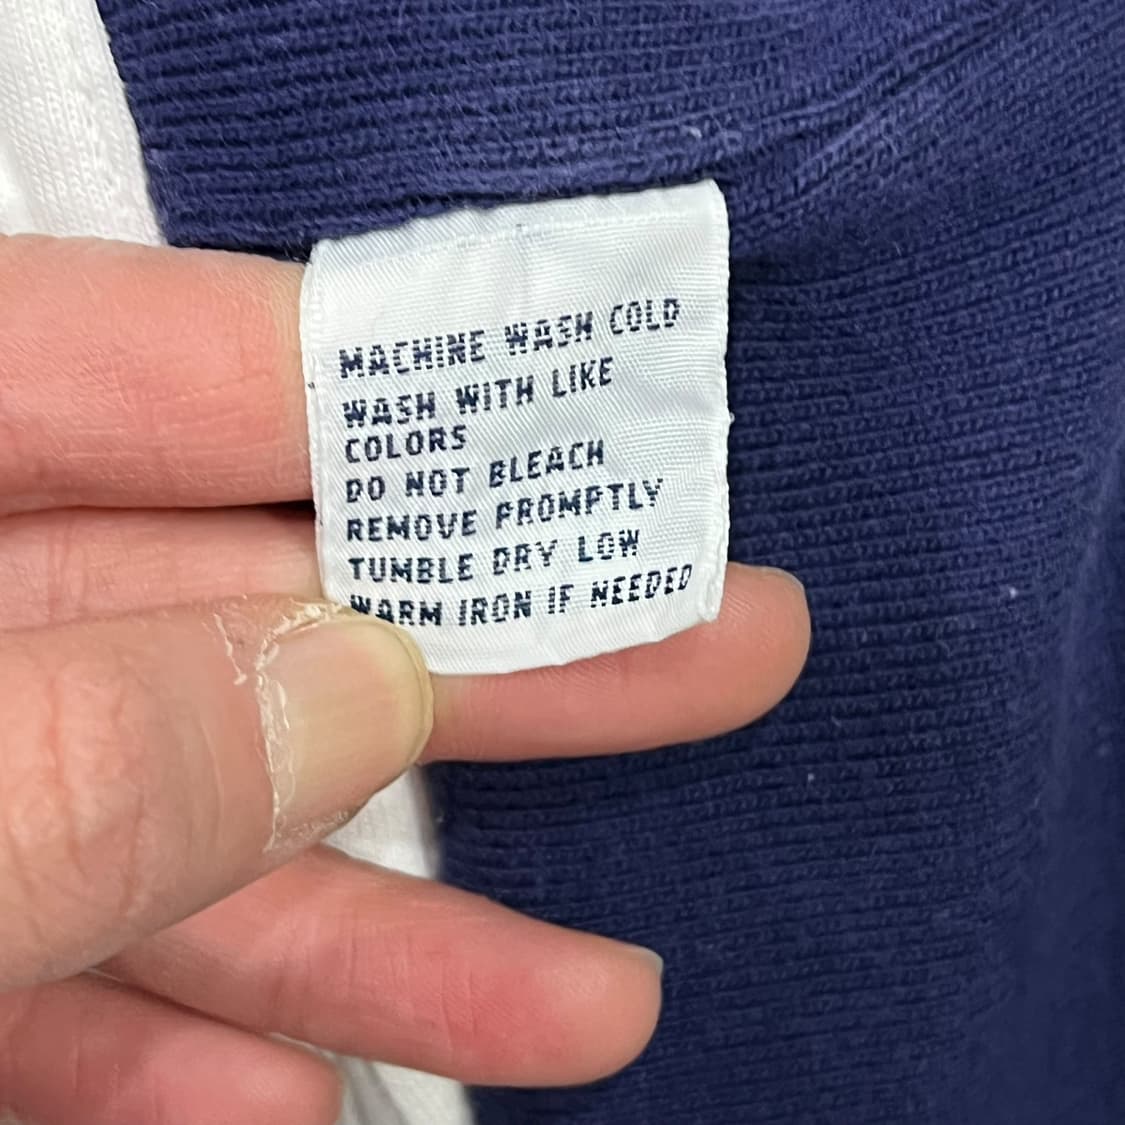 MACHINE WASH COLD
WASH WITH LIKE
COLORS
DO NOT BLEACH
REMOVE PROMPTLY
TUMBLE DRY LOW
WARM IRON IF NEEDED